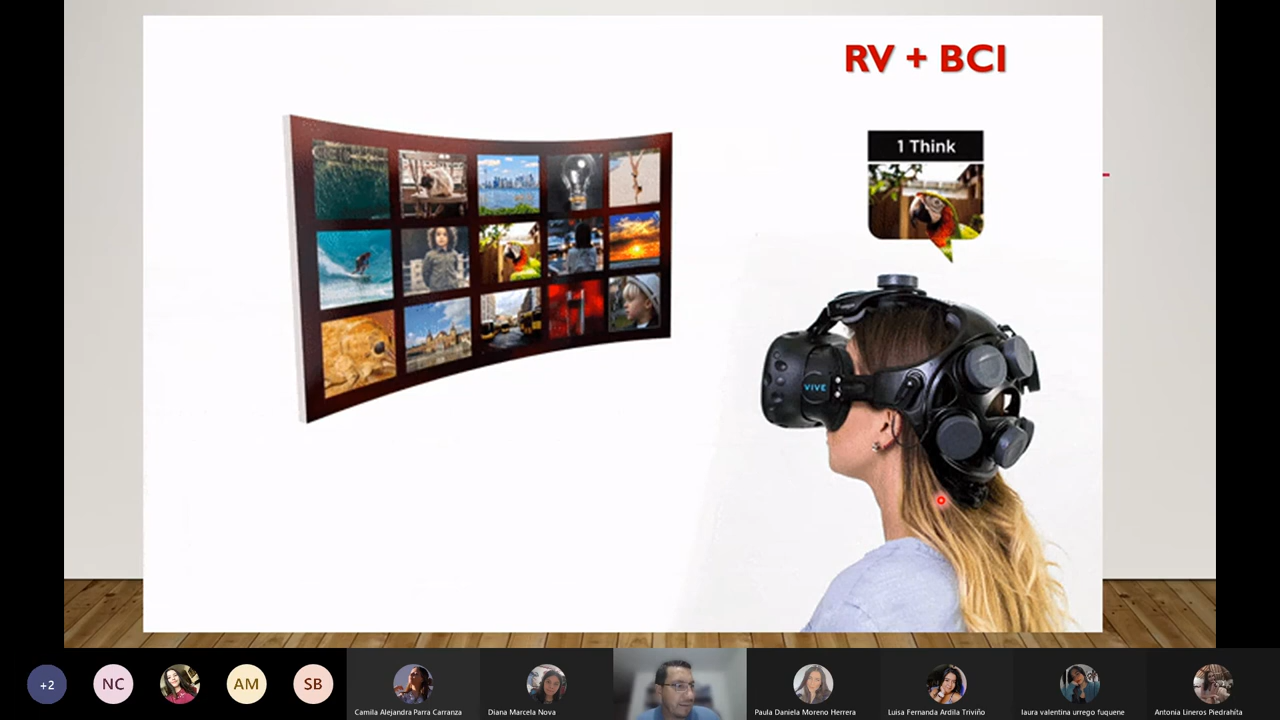 RV + BCI
1 Think
VIVE
+2
NC
AM
SB
Camila Alejandra Parra Carranza
Diana Marcela Nova
Paula Daniela Moreno Herrera
Luisa Fernanda Ardila Triviño
laura valentina urrego fuquene
Antonia Lineros Piedrahita